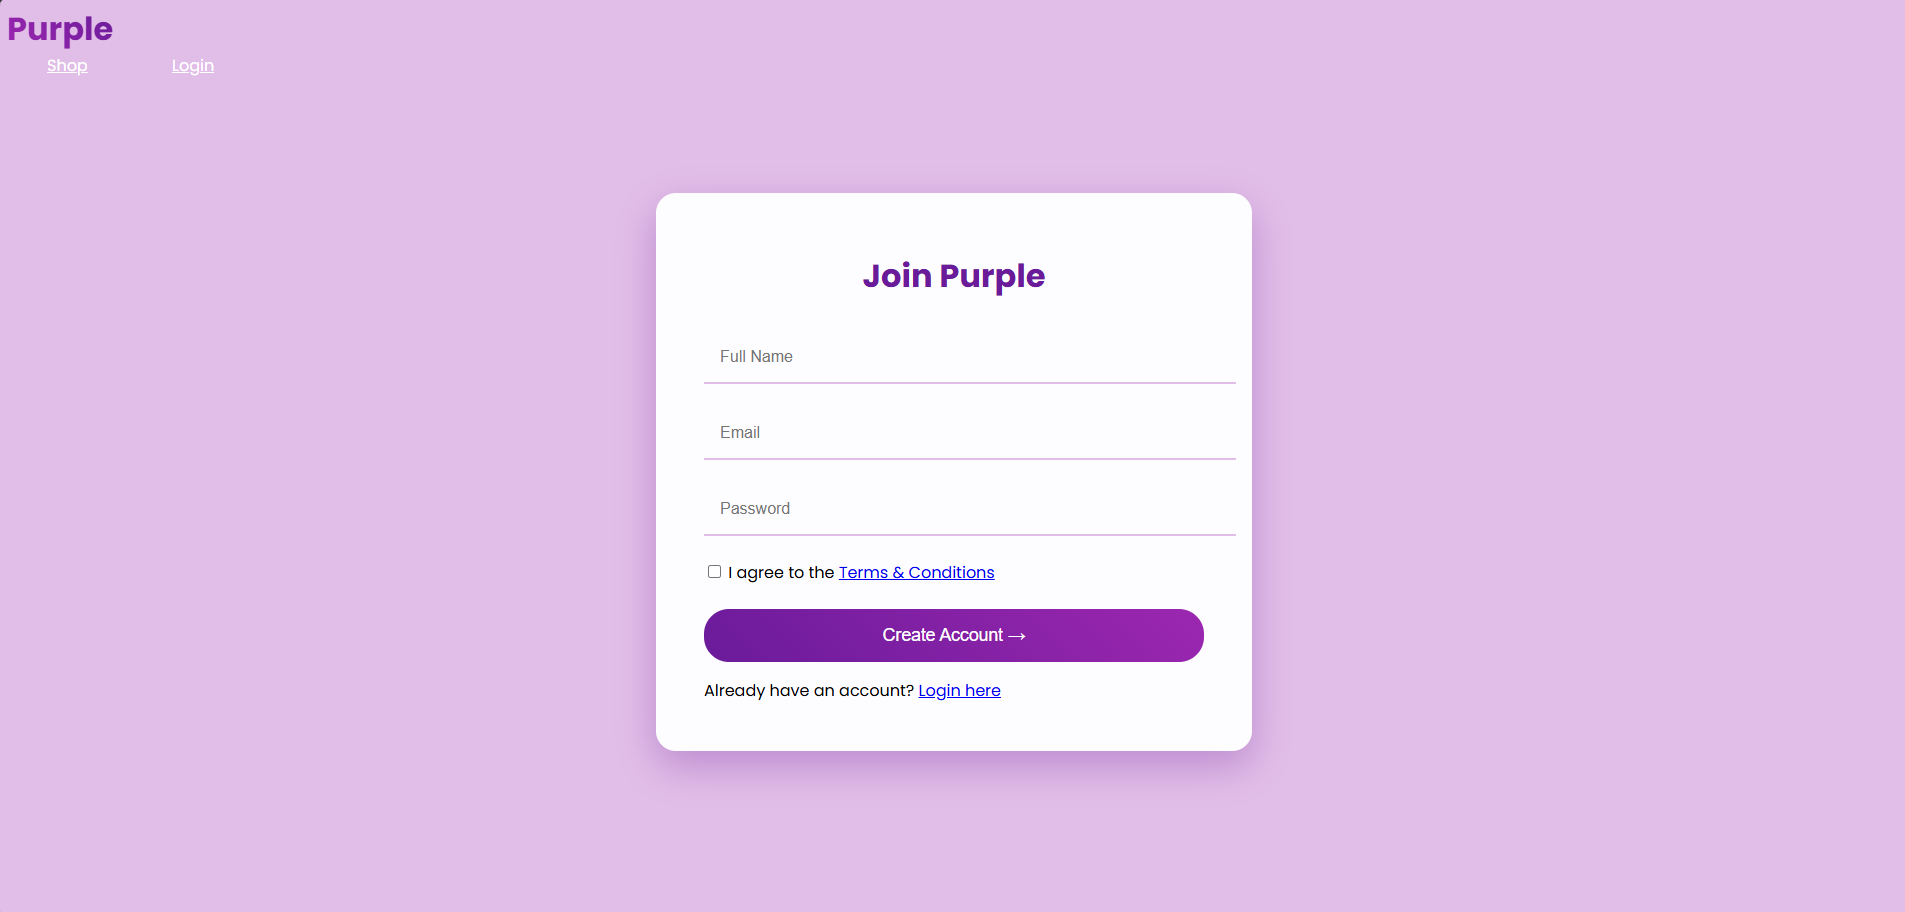 Purple
Shop Login
Join Purple
Full Name
Email
Password
I agree to the Terms & Conditions
Create Account →
Already have an account? Login here